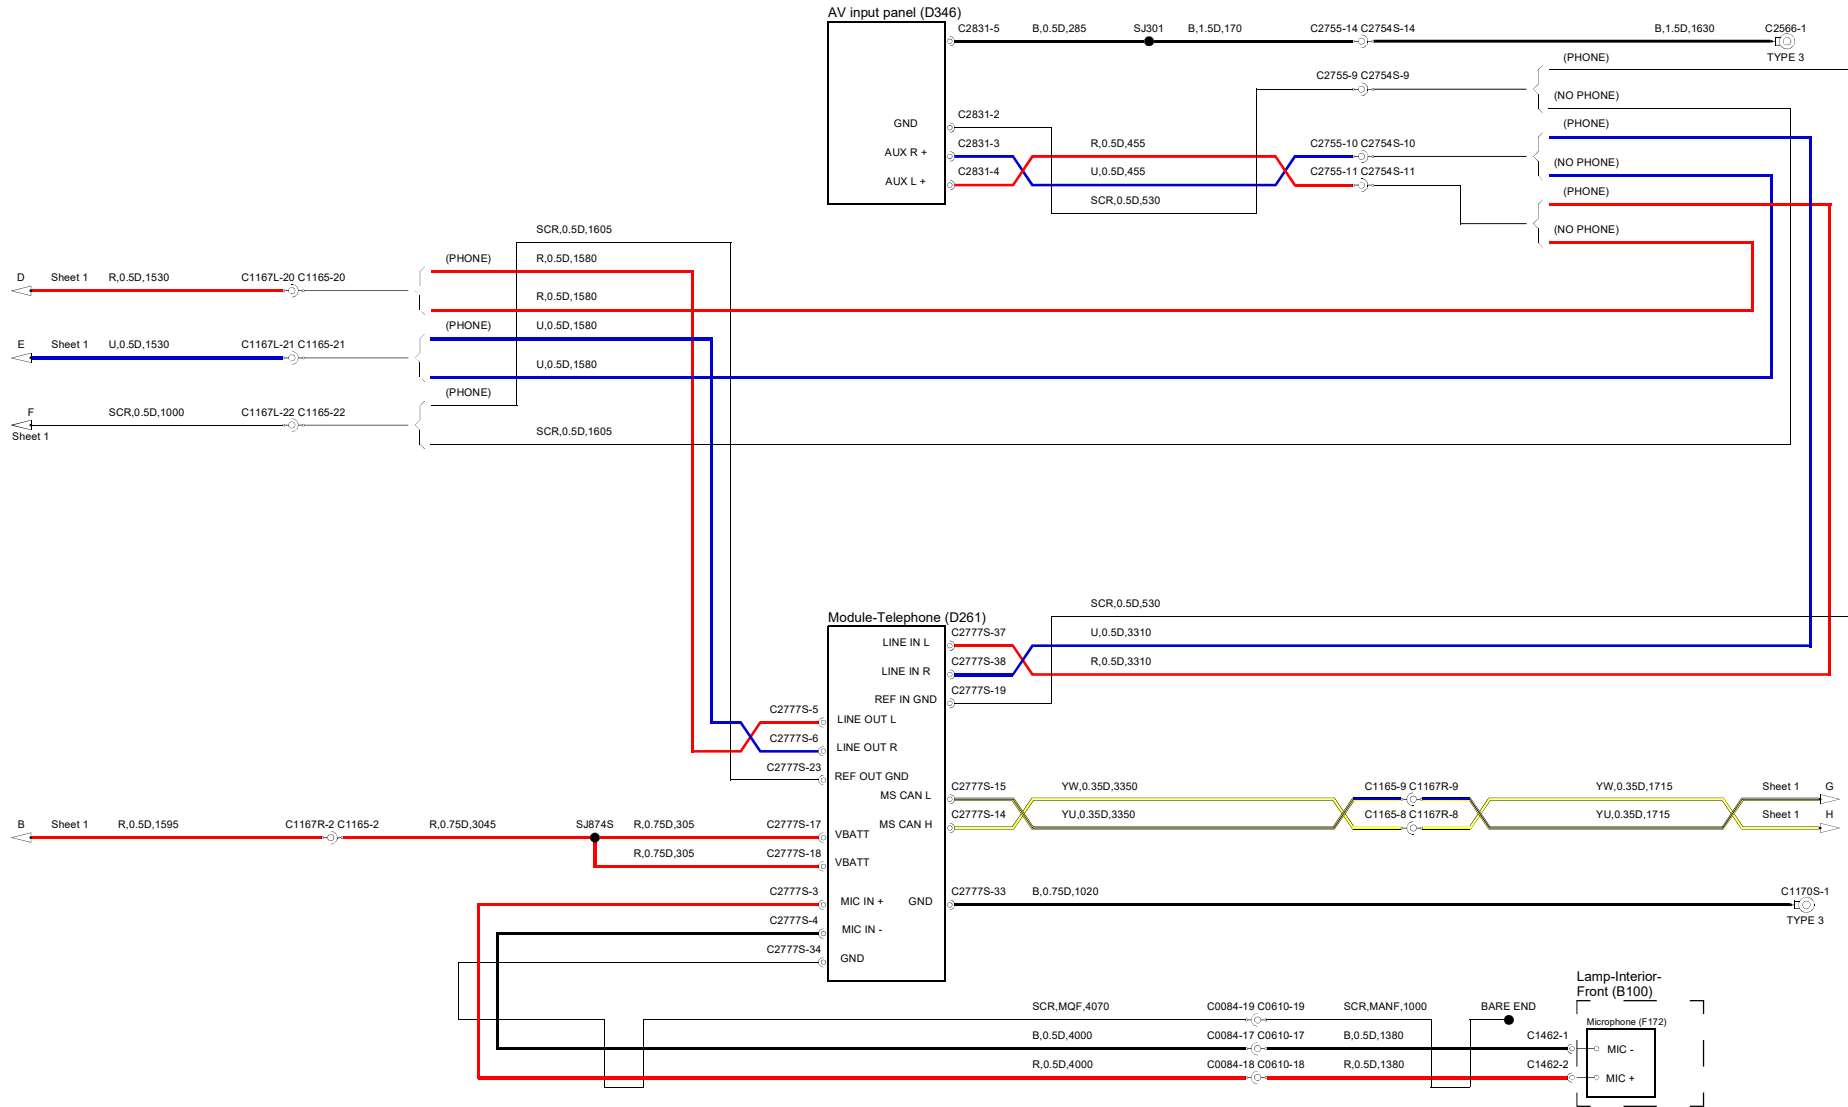 AV input panel (D346)
C2831-5 B,0.5D,285 SJ301 B,1.5D,170 C2755-14 C2754S-14 B,1.5D,1630 C2566-1
TYPE 3
(PHONE)
C2755-9 C2754S-9
(NO PHONE)
GND C2831-2
(PHONE)
AUX R + C2831-3 R,0.5D,455 C2755-10 C2754S-10
(NO PHONE)
AUX L + C2831-4 U,0.5D,455 C2755-11 C2754S-11
(PHONE)
SCR,0.5D,530
(NO PHONE)
SCR,0.5D,1605
(PHONE) R,0.5D,1580
D Sheet 1 R,0.5D,1530 C1167L-20 C1165-20
R,0.5D,1580
(PHONE) U,0.5D,1580
E Sheet 1 U,0.5D,1530 C1167L-21 C1165-21
U,0.5D,1580
(PHONE)
F SCR,0.5D,1000 C1167L-22 C1165-22
Sheet 1
SCR,0.5D,1605
SCR,0.5D,530
Module-Telephone (D261)
LINE IN L C2777S-37 U,0.5D,3310
LINE IN R C2777S-38 R,0.5D,3310
REF IN GND C2777S-19
C2777S-5 LINE OUT L
C2777S-6 LINE OUT R
C2777S-23 REF OUT GND
MS CAN L C2777S-15 YW,0.35D,3350 C1165-9 C1167R-9 YW,0.35D,1715 Sheet 1 G
MS CAN H C2777S-14 YU,0.35D,3350 C1165-8 C1167R-8 YU,0.35D,1715 Sheet 1 H
B Sheet 1 R,0.5D,1595 C1167R-2 C1165-2 R,0.75D,3045 SJ874S R,0.75D,305 C2777S-17 VBATT
R,0.75D,305 C2777S-18 VBATT
C2777S-3 MIC IN + GND C2777S-33 B,0.75D,1020 C1170S-1
TYPE 3
C2777S-4 MIC IN -
C2777S-34 GND
Lamp-Interior-
Front (B100)
SCR,MQF,4070 C0084-19 C0610-19 SCR,MANF,1000 BARE END
Microphone (F172)
B,0.5D,4000 C0084-17 C0610-17 B,0.5D,1380 C1462-1 MIC -
R,0.5D,4000 C0084-18 C0610-18 R,0.5D,1380 C1462-2 MIC +